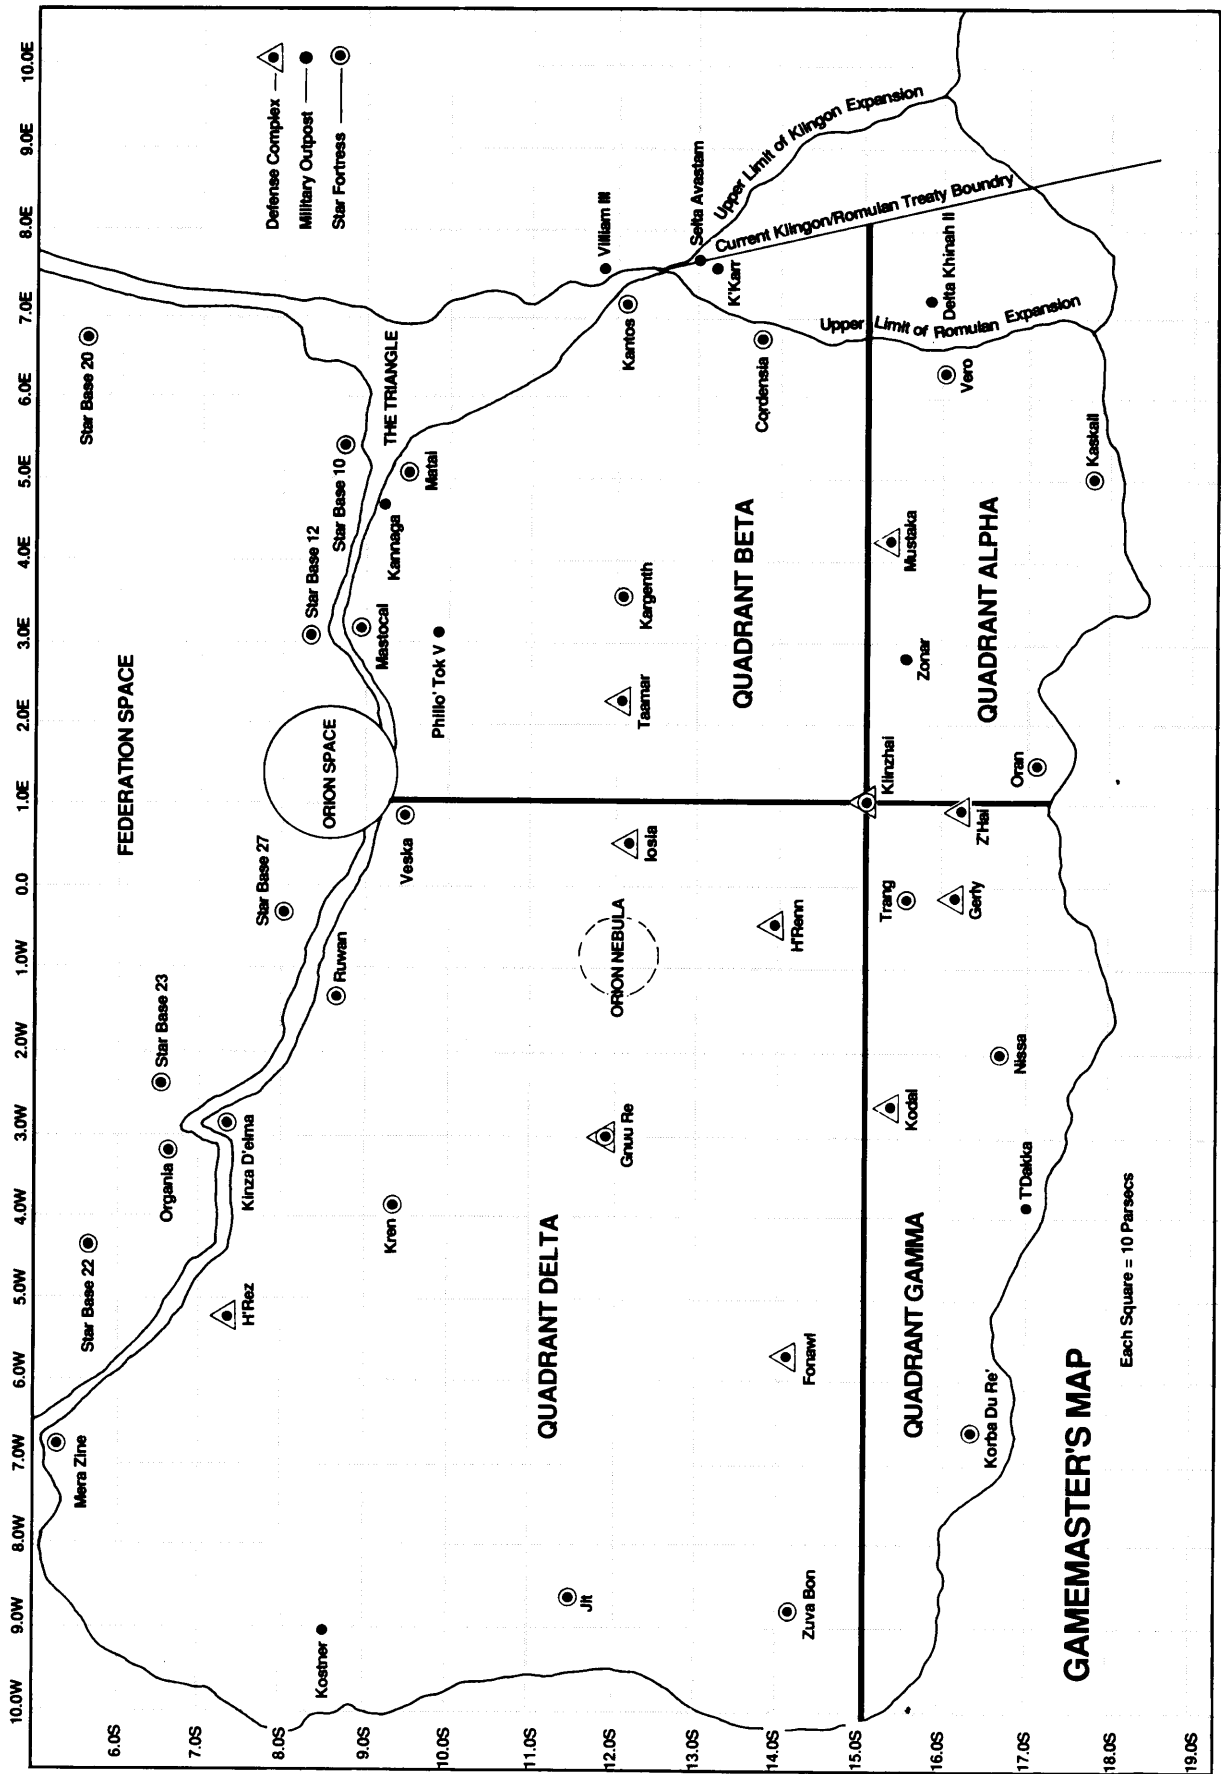 10.0W 9.0W 8.0W 7.0W 6.0W 5.0W 4.0W 3.0W 2.0W 1.0W 0.0 1.0E 2.0E 3.0E 4.0E 5.0E 6.0E 7.0E 8.0E 9.0E 10.0E
6.0S
7.0S
8.0S
9.0S
10.0S
11.0S
12.0S
13.0S
14.0S
15.0S
16.0S
17.0S
18.0S
19.0S
Defense Complex
Military Outpost
Star Fortress
FEDERATION SPACE
Mera Zine
Star Base 22
Organia
Star Base 23
Star Base 27
Star Base 12
Star Base 10
Star Base 20
ORION SPACE
THE TRIANGLE
H'Rez
Kinza D'elma
Kostner
Ruwan
Kren
Veska
Mastocal
Kannaga
Matai
Phillo' Tok V
Villiam III
Selta Avastam
K'Karr
Kantos
Cordensia
Upper Limit of Klingon Expansion
Current Klingon/Romulan Treaty Boundry
Upper Limit of Romulan Expansion
QUADRANT DELTA
Jit
Gnuu Re
ORION NEBULA
Iosia
Taamar
Kargenth
QUADRANT BETA
Zuva Bon
Fonawl
H'Renn
Klinzhai
QUADRANT GAMMA
Kodal
Trang
Gerly
Z'Hai
Zonar
Mustaka
Vero
Delta Khinah II
QUADRANT ALPHA
Korba Du Re'
T'Dakka
Nissa
Oran
Kaskall
GAMEMASTER'S MAP
Each Square = 10 Parsecs